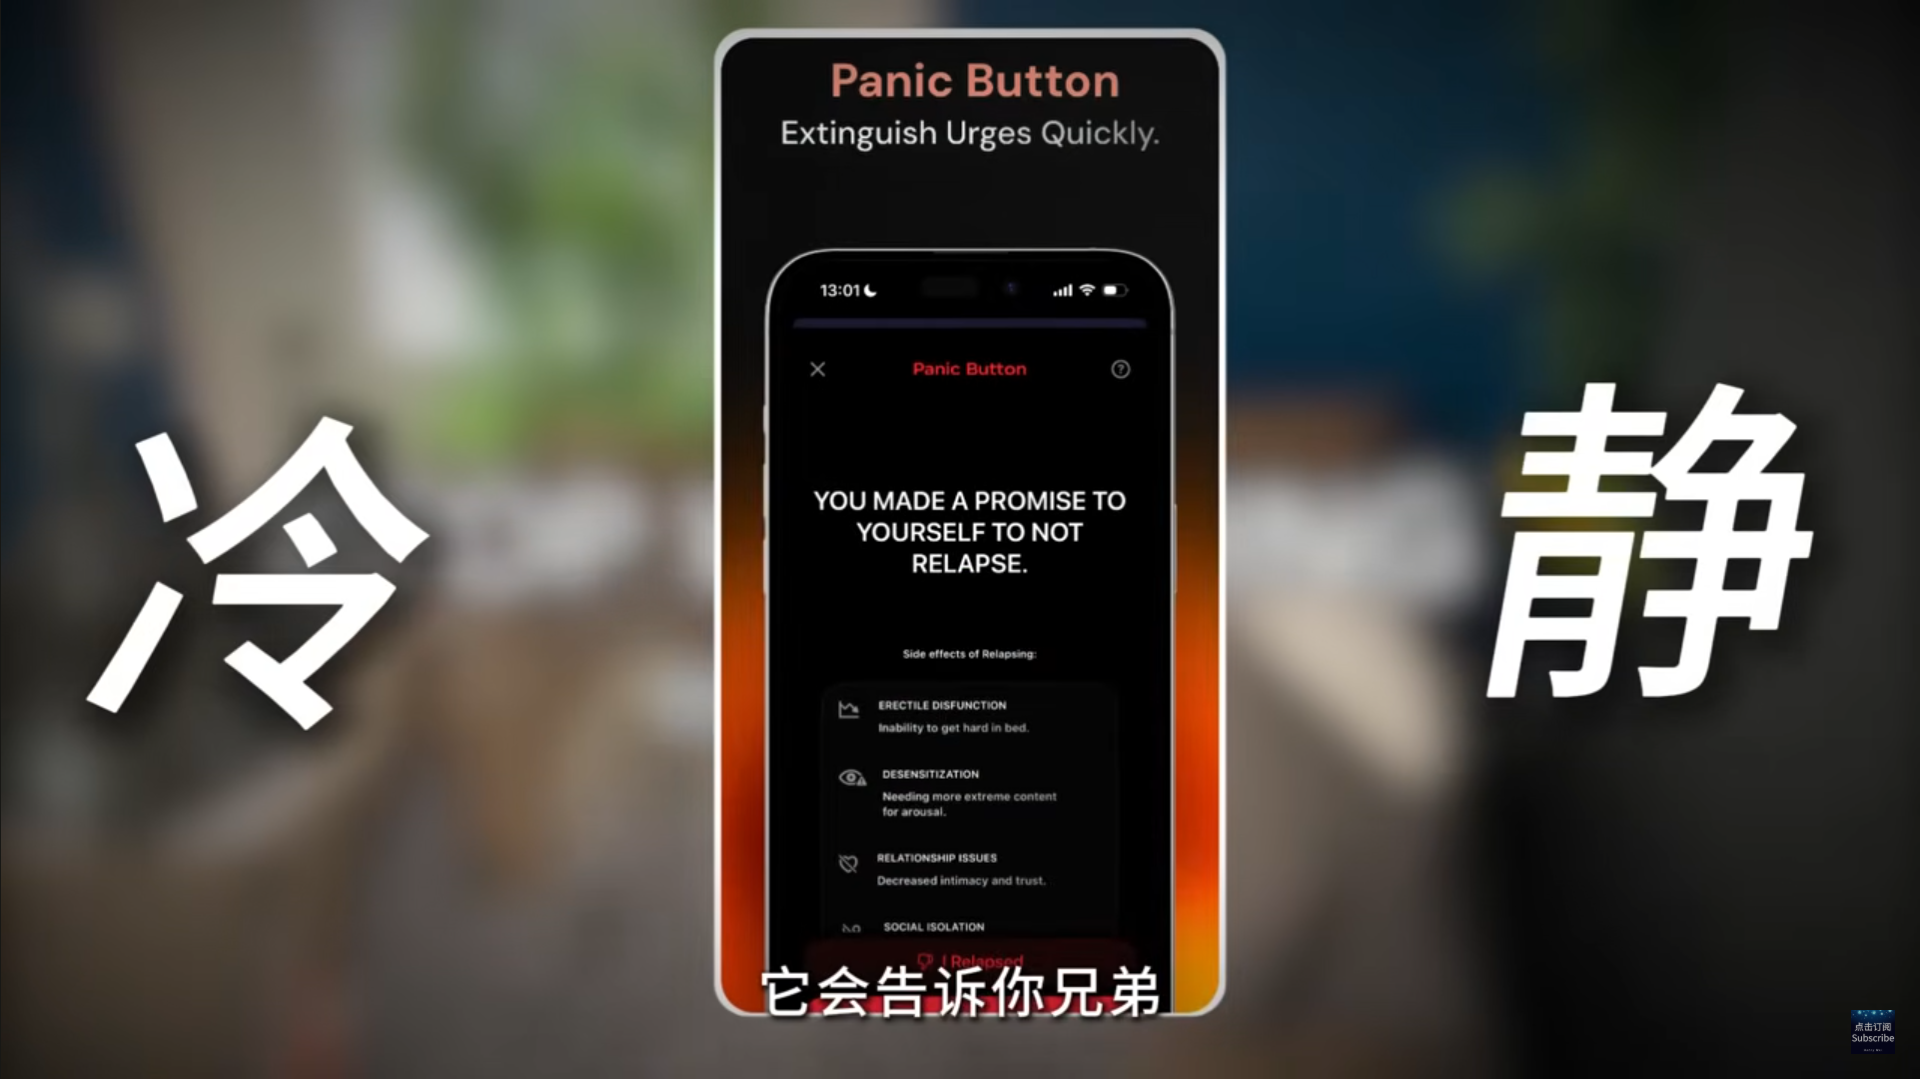 Panic Button
Extinguish Urges Quickly.
13:01
Panic Button
冷
静
YOU MADE A PROMISE TO
YOURSELF TO NOT
RELAPSE.
Side effects of Relapsing:
ERECTILE DISFUNCTION
Inability to get hard in bed.
DESENSITIZATION
Needing more extreme content
for arousal.
RELATIONSHIP ISSUES
Decreased intimacy and trust.
SOCIAL ISOLATION
I Relapsed
它会告诉你兄弟
点击订阅
Subscribe